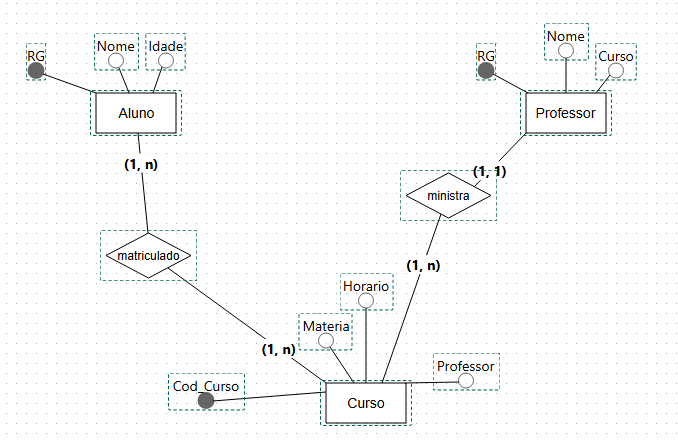 RG
Nome
Idade
Aluno
(1, n)
matriculado
(1, n)
RG
Nome
Curso
Professor
(1, 1)
ministra
(1, n)
Horario
Materia
Professor
Cod_Curso
Curso